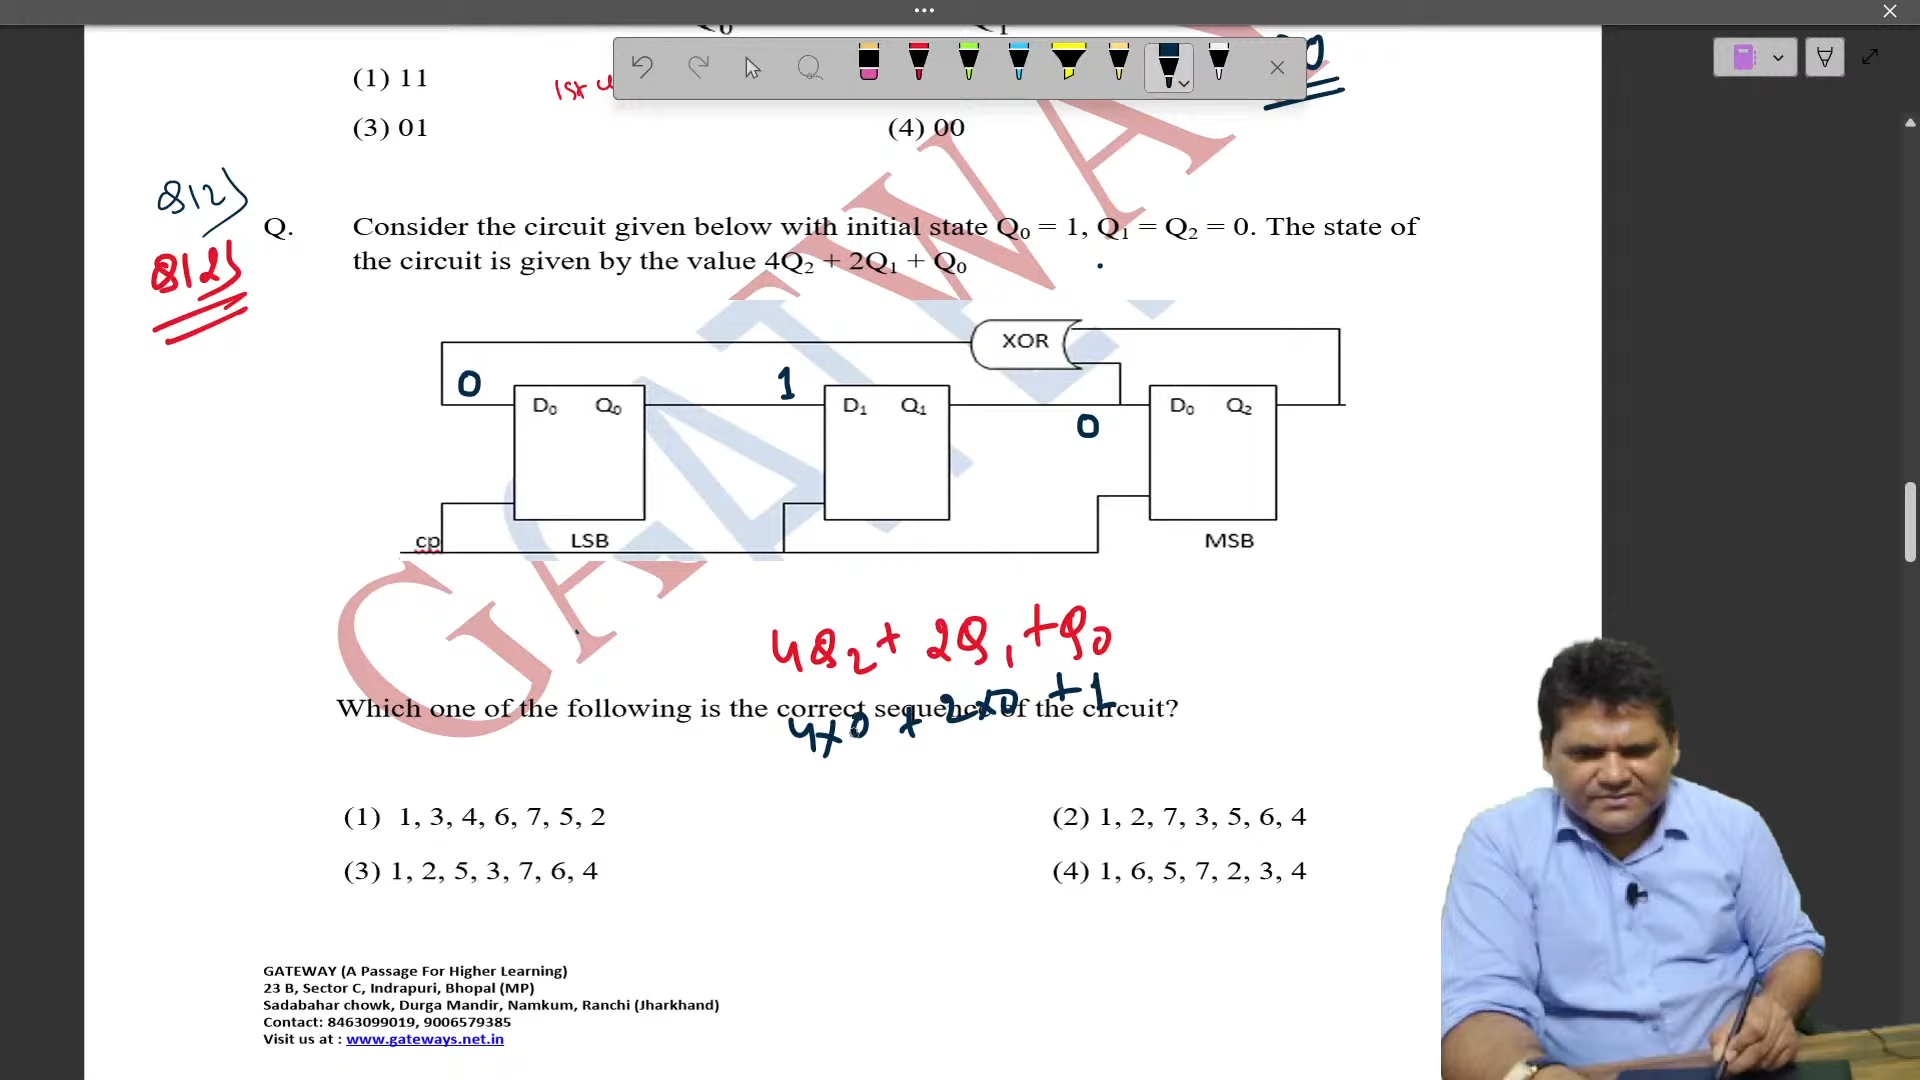 Q0 Q1
(1) 11
1st
(3) 01 (4) 00
Q(2)
Q. Consider the circuit given below with initial state Q₀ = 1, Q₁ = Q₂ = 0. The state of
the circuit is given by the value 4Q₂ + 2Q₁ + Q₀
XOR
0 1
D₀ Q₀ D₁ Q₁ D₀ Q₂
0
cp LSB MSB
4Q₂ + 2Q₁ + Q₀
Which one of the following is the correct sequence of the circuit?
4x0 + 2x0 + 1
(1) 1, 3, 4, 6, 7, 5, 2 (2) 1, 2, 7, 3, 5, 6, 4
(3) 1, 2, 5, 3, 7, 6, 4 (4) 1, 6, 5, 7, 2, 3, 4
GATEWAY (A Passage For Higher Learning)
23 B, Sector C, Indrapuri, Bhopal (MP)
Sadabahar chowk, Durga Mandir, Namkum, Ranchi (Jharkhand)
Contact: 8463099019, 9006579385
Visit us at : www.gateways.net.in
GATEWAY